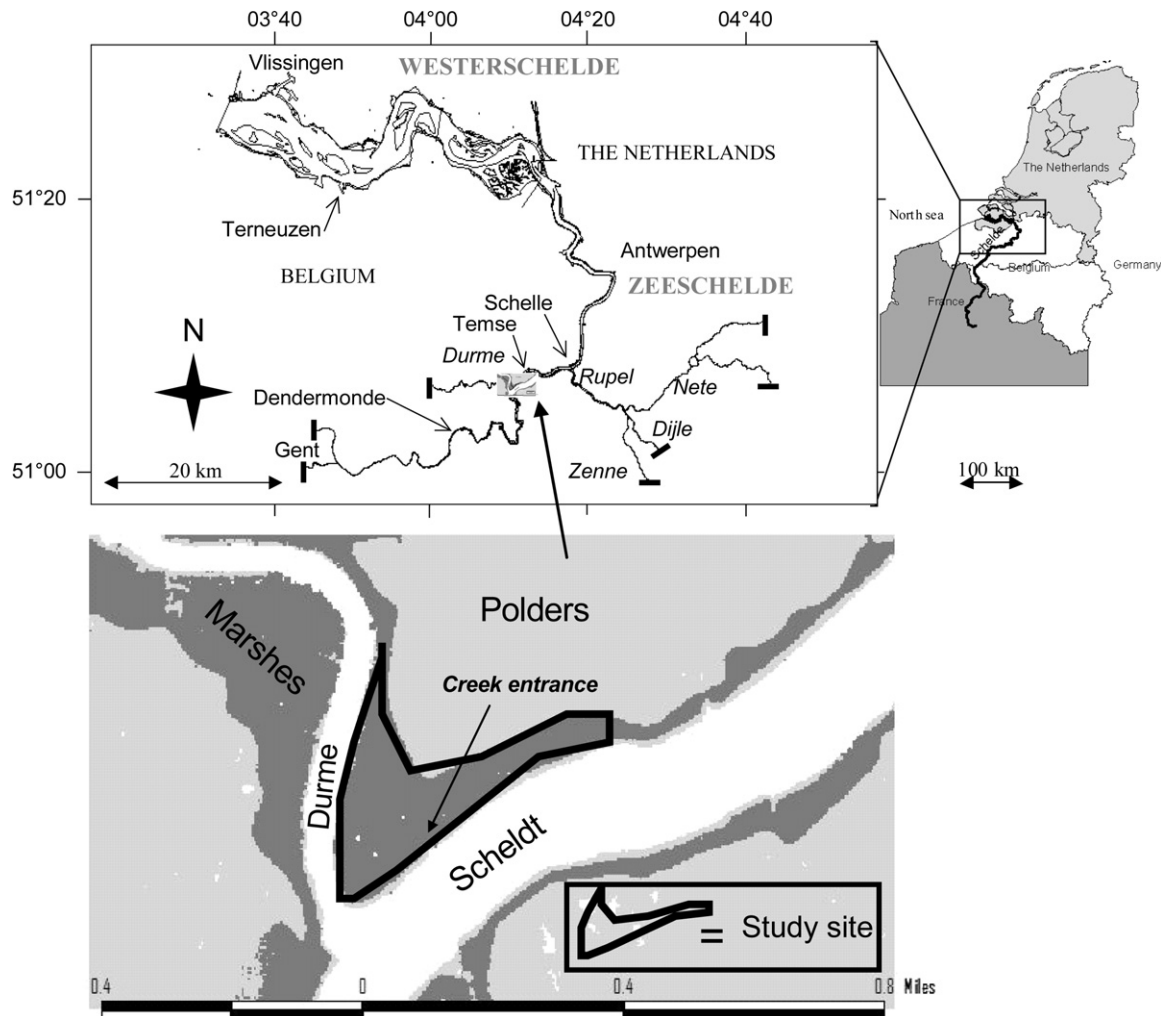 03°40 04°00 04°20 04°40
Vlissingen
WESTERSCHELDE
THE NETHERLANDS
51°20
Terneuzen
Antwerpen
BELGIUM
ZEESCHELDE
Schelle
Temse
N
Durme
Rupel
Nete
Dendermonde
Dijle
Gent
Zenne
51°00
20 km
The Netherlands
North sea
Schelde
Belgium
Germany
France
100 km
Marshes
Polders
Creek entrance
Durme
Scheldt
= Study site
0.4 0 0.4 0.8 Miles